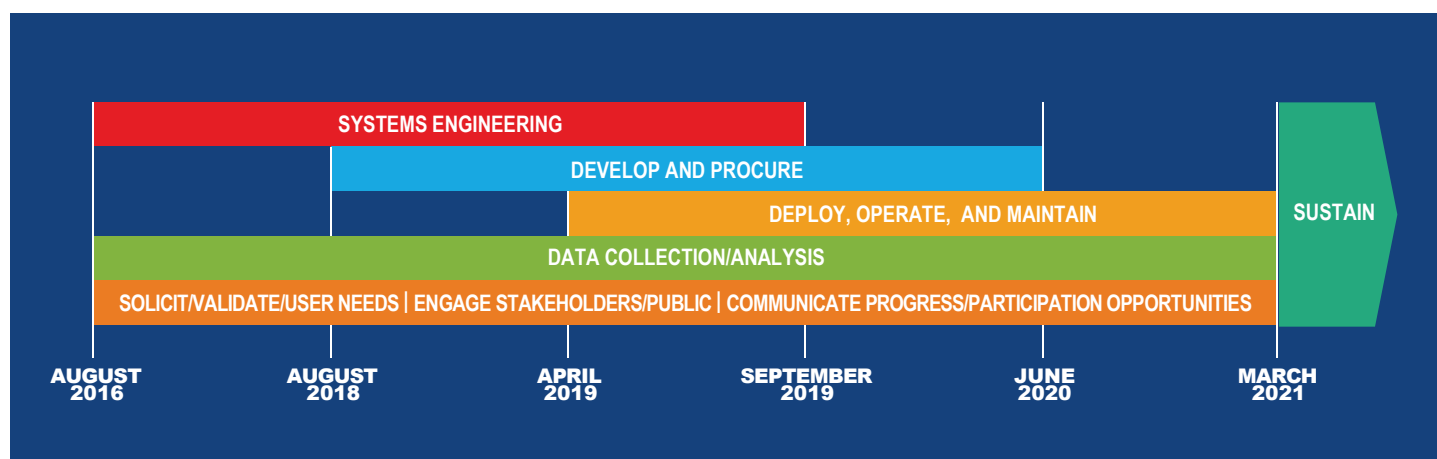 SYSTEMS ENGINEERING
DEVELOP AND PROCURE
DEPLOY, OPERATE, AND MAINTAIN
SUSTAIN
DATA COLLECTION/ANALYSIS
SOLICIT/VALIDATE/USER NEEDS | ENGAGE STAKEHOLDERS/PUBLIC | COMMUNICATE PROGRESS/PARTICIPATION OPPORTUNITIES
AUGUST
2016
AUGUST
2018
APRIL
2019
SEPTEMBER
2019
JUNE
2020
MARCH
2021